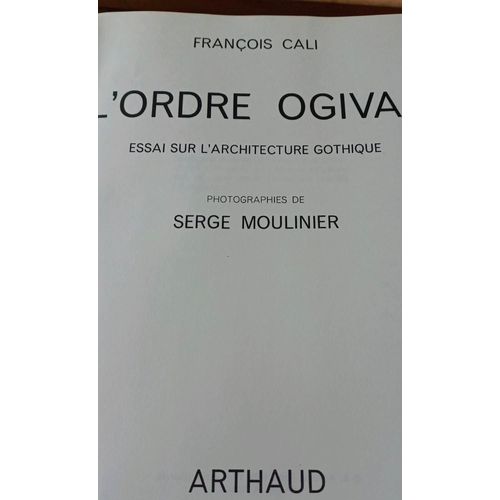 FRANÇOIS CALI
L'ORDRE OGIVA
ESSAI SUR L'ARCHITECTURE GOTHIQUE
PHOTOGRAPHIES DE
SERGE MOULINIER
ARTHAUD